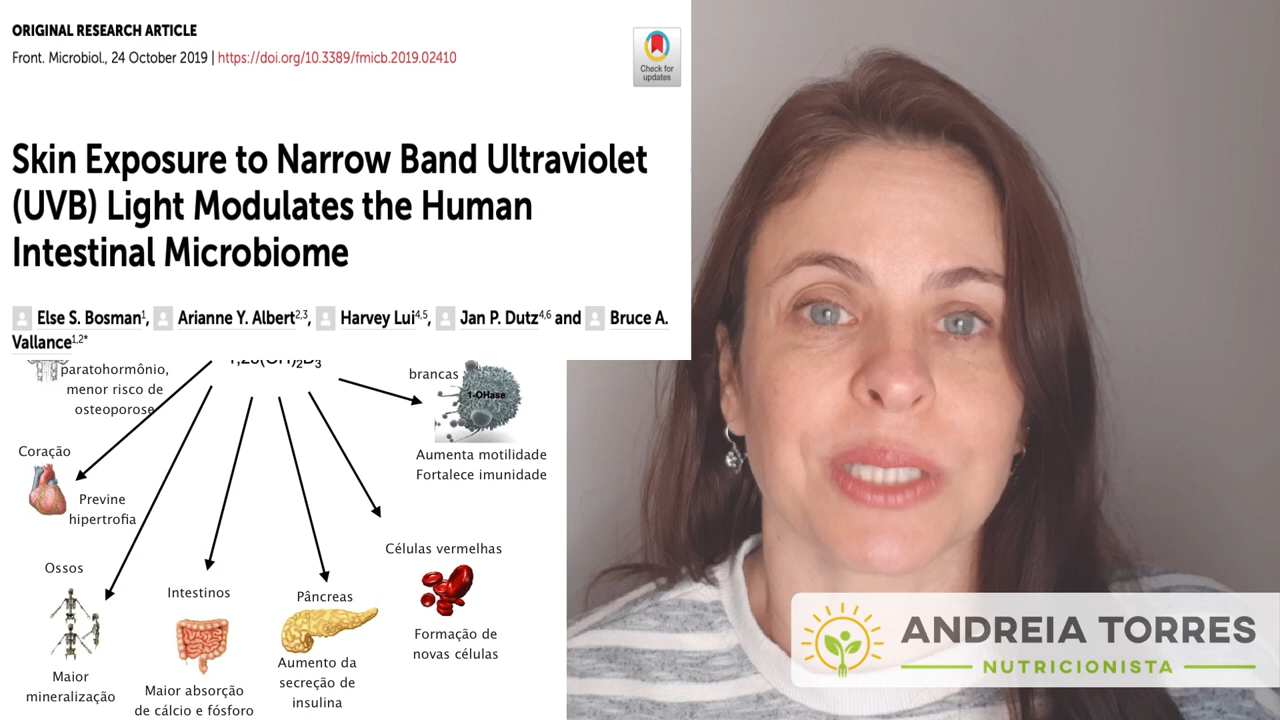 ORIGINAL RESEARCH ARTICLE
Front. Microbiol., 24 October 2019 | https://doi.org/10.3389/fmicb.2019.02410
Check for
updates
Skin Exposure to Narrow Band Ultraviolet
(UVB) Light Modulates the Human
Intestinal Microbiome
Else S. Bosman1, Arianne Y. Albert2,3, Harvey Lui4,5, Jan P. Dutz4,6 and Bruce A.
Vallance1,2*
paratohormônio,
menor risco de
osteoporose
brancas
1-OHase
Aumenta motilidade
Fortalece imunidade
Coração
Previne
hipertrofia
Ossos
Maior
mineralização
Intestinos
Maior absorção
de cálcio e fósforo
Pâncreas
Aumento da
secreção de
insulina
Células vermelhas
Formação de
novas células
ANDREIA TORRES
NUTRICIONISTA